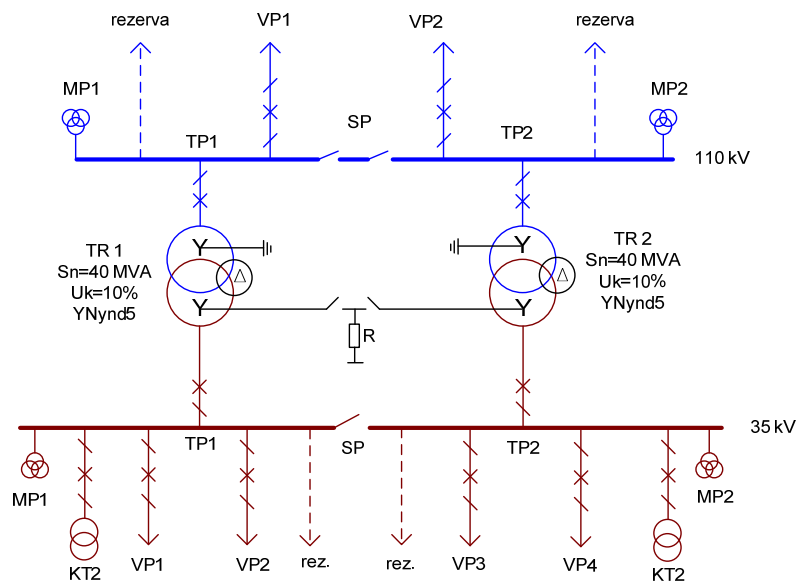 rezerva
VP1
VP2
rezerva
MP1
MP2
SP
TP1
TP2
110 kV
TR 1
Sn=40 MVA
Uk=10%
YNynd5
Y
Δ
Y
Y
Δ
Y
TR 2
Sn=40 MVA
Uk=10%
YNynd5
R
35 kV
TP1
SP
TP2
MP1
MP2
KT2
VP1
VP2
rez.
rez.
VP3
VP4
KT2